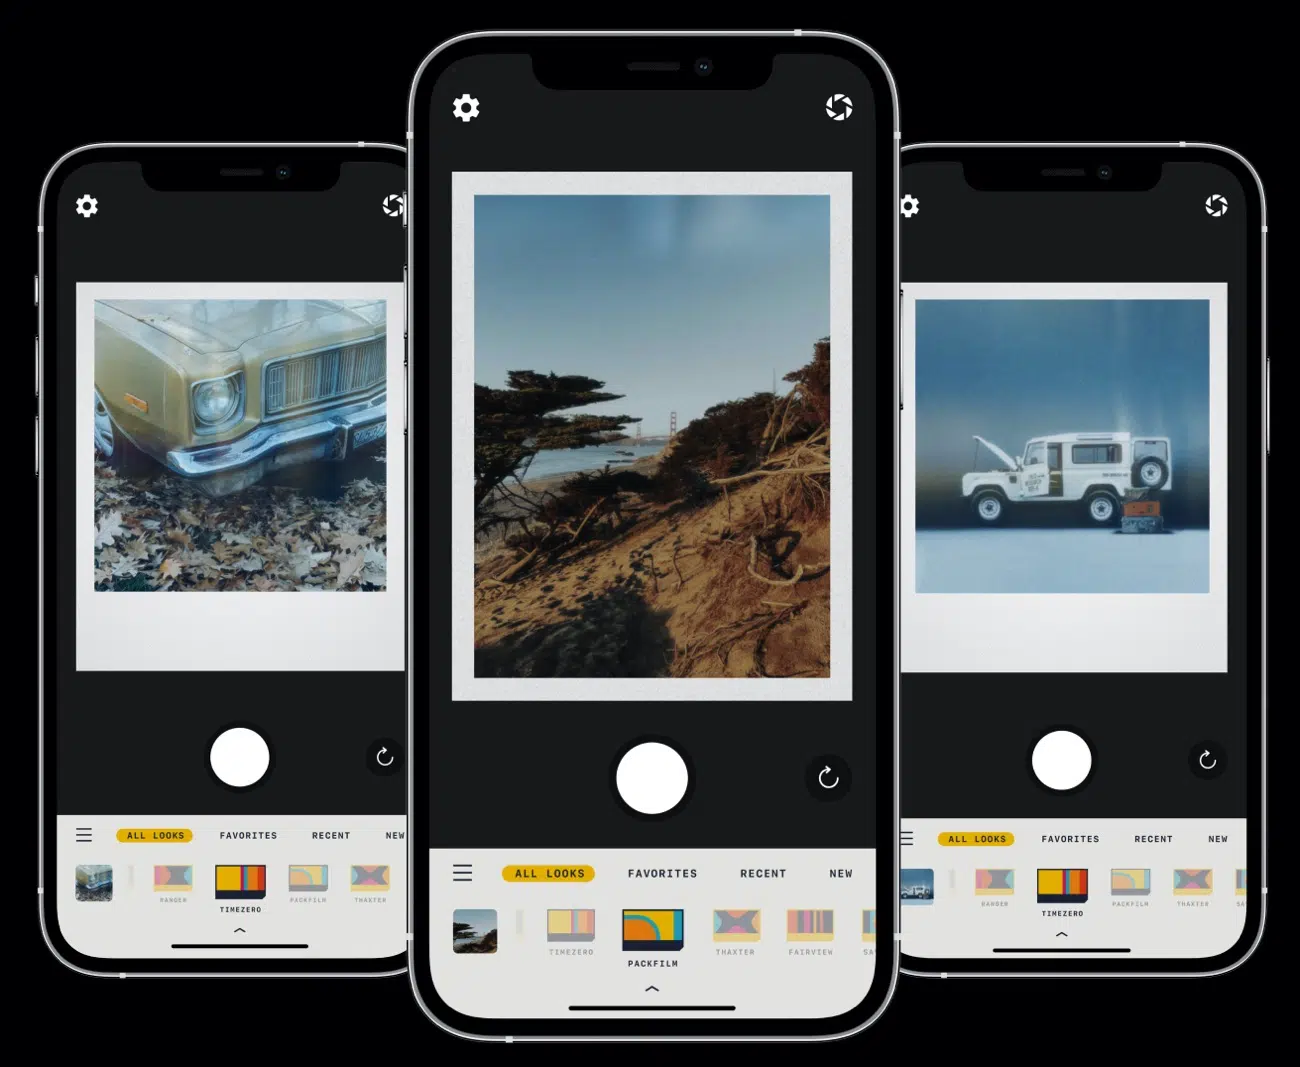 ALL LOOKS FAVORITES RECENT NEW
RANGER TIMEZERO PACKFILM THAXTER
ALL LOOKS FAVORITES RECENT NEW
TIMEZERO PACKFILM THAXTER FAIRVIEW SA
ALL LOOKS FAVORITES RECENT NEW
RANGER TIMEZERO PACKFILM THAXTER SA